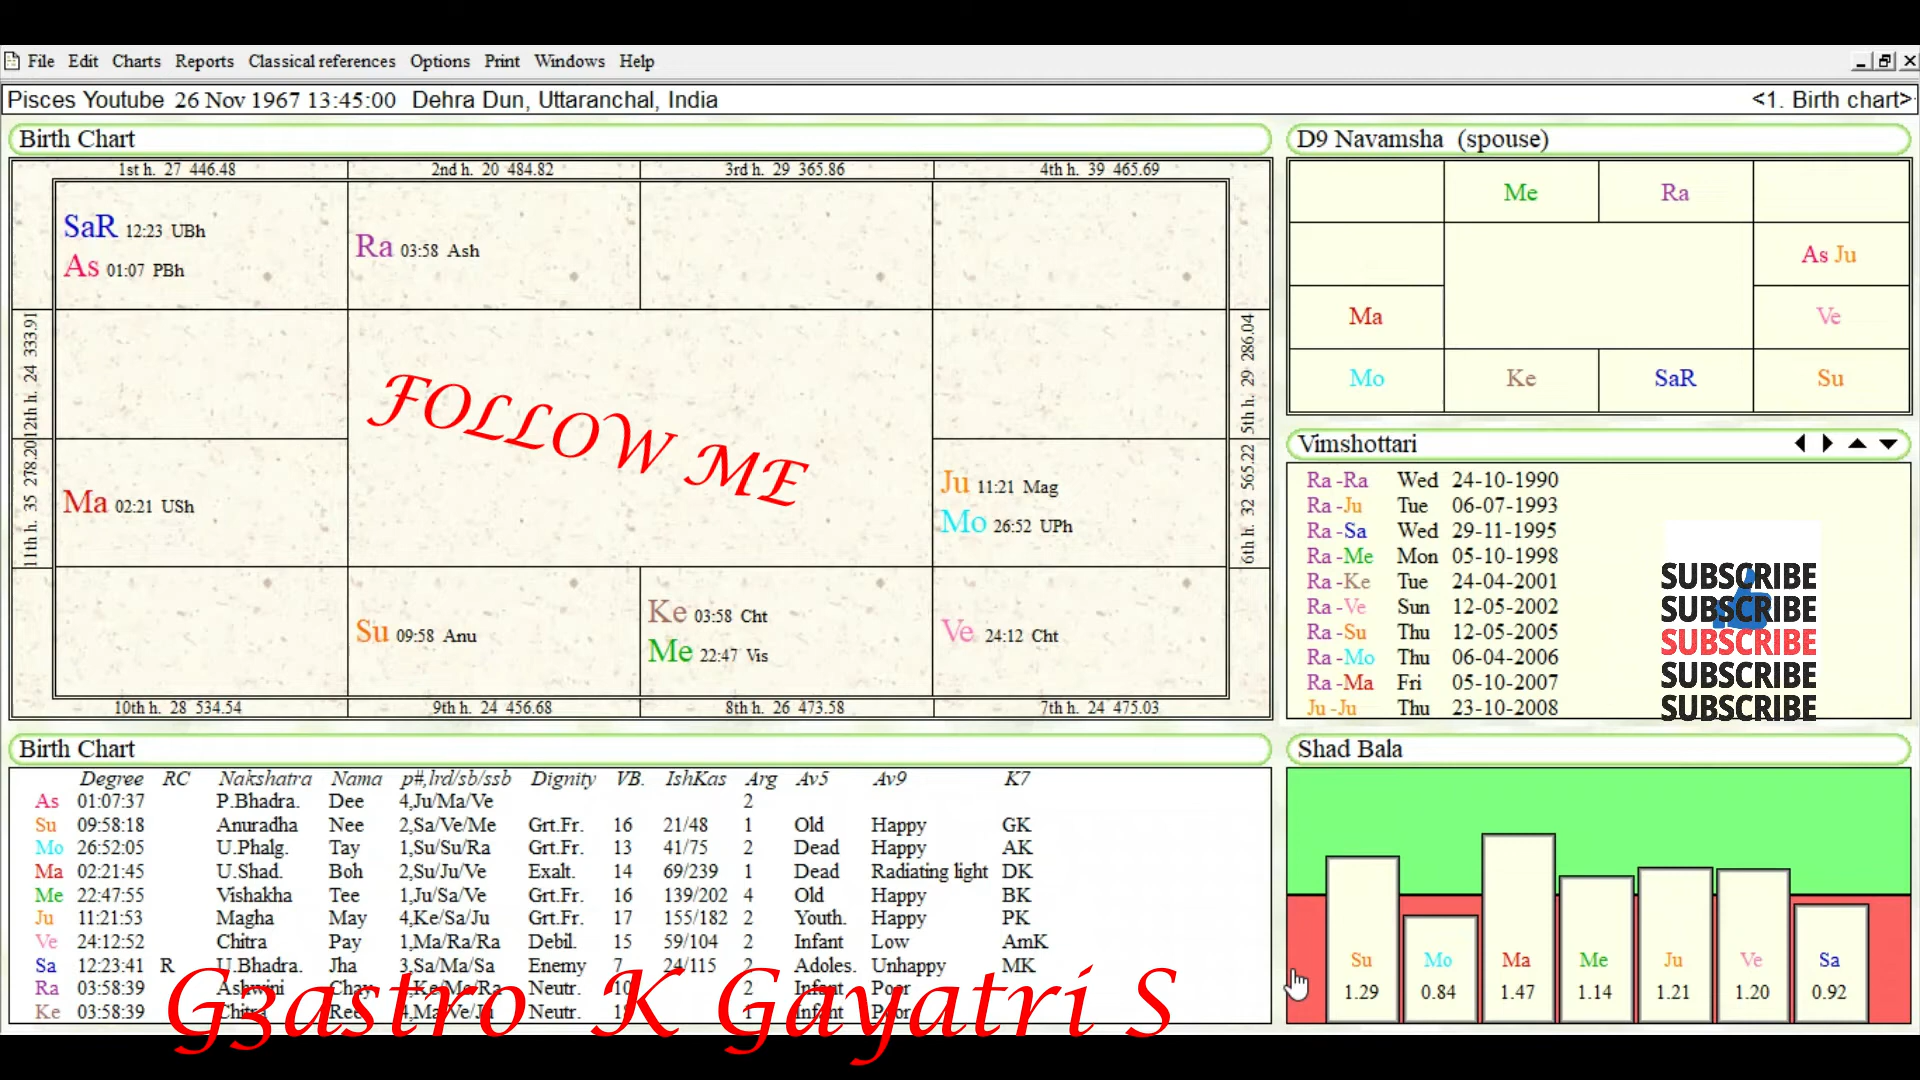 File Edit Charts Reports Classical references Options Print Windows Help
Pisces Youtube 26 Nov 1967 13:45:00 Dehra Dun, Uttaranchal, India <1. Birth chart>
Birth Chart
1st h. 27 446.48 2nd h. 20 484.82 3rd h. 29 365.86 4th h. 39 465.69
SaR 12:23 UBh
As 01:07 PBh
Ra 03:58 Ash
12th h. 24 333.91
5th h. 29 286.04
FOLLOW ME
11th h. 35 278.20
Ma 02:21 USh
Ju 11:21 Mag
Mo 26:52 UPh
6th h. 32 565.22
Su 09:58 Anu
Ke 03:58 Cht
Me 22:47 Vis
Ve 24:12 Cht
10th h. 28 534.54 9th h. 24 456.68 8th h. 26 473.58 7th h. 24 475.03
D9 Navamsha (spouse)
Me Ra
As Ju
Ma Ve
Mo Ke SaR Su
Vimshottari
Ra -Ra Wed 24-10-1990
Ra -Ju Tue 06-07-1993
Ra -Sa Wed 29-11-1995
Ra -Me Mon 05-10-1998
Ra -Ke Tue 24-04-2001
Ra -Ve Sun 12-05-2002
Ra -Su Thu 12-05-2005
Ra -Mo Thu 06-04-2006
Ra -Ma Fri 05-10-2007
Ju -Ju Thu 23-10-2008
SUBSCRIBE
SUBSCRIBE
SUBSCRIBE
SUBSCRIBE
SUBSCRIBE
Birth Chart
Degree RC Nakshatra Nama p#,lrd/sb/ssb Dignity VB. IshKas Arg Av5 Av9 K7
As 01:07:37 P.Bhadra. Dee 4,Ju/Ma/Ve 2
Su 09:58:18 Anuradha Nee 2,Sa/Ve/Me Grt.Fr. 16 21/48 1 Old Happy GK
Mo 26:52:05 U.Phalg. Tay 1,Su/Su/Ra Grt.Fr. 13 41/75 2 Dead Happy AK
Ma 02:21:45 U.Shad. Boh 2,Su/Ju/Ve Exalt. 14 69/239 1 Dead Radiating light DK
Me 22:47:55 Vishakha Tee 1,Ju/Sa/Ve Grt.Fr. 16 139/202 4 Old Happy BK
Ju 11:21:53 Magha May 4,Ke/Sa/Ju Grt.Fr. 17 155/182 2 Youth. Happy PK
Ve 24:12:52 Chitra Pay 1,Ma/Ra/Ra Debil. 15 59/104 2 Infant Low AmK
Sa 12:23:41 R U.Bhadra. Jha 3,Sa/Ma/Sa Enemy 7 24/115 2 Adoles. Unhappy MK
Ra 03:58:39 Ashwini Chay Neutr. 2 Infant Poor
Ke 03:58:39 Chitra Neutr. Infant Poor
G3astro K Gayatri S
Shad Bala
Su Mo Ma Me Ju Ve Sa
1.29 0.84 1.47 1.14 1.21 1.20 0.92